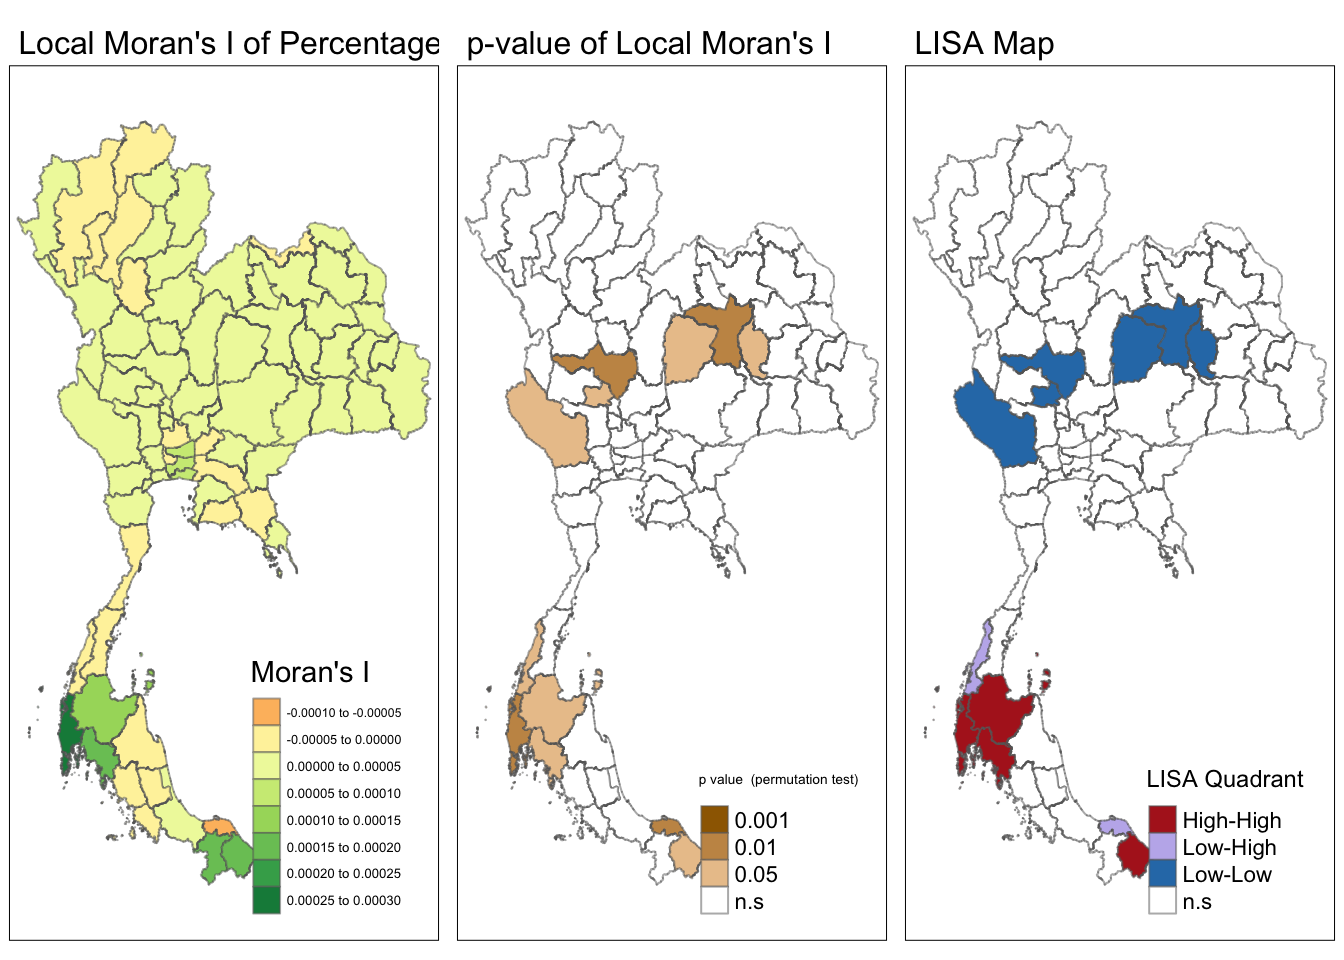 Local Moran's I of Percentage
Moran's I
-0.00010 to -0.00005
-0.00005 to 0.00000
0.00000 to 0.00005
0.00005 to 0.00010
0.00010 to 0.00015
0.00015 to 0.00020
0.00020 to 0.00025
0.00025 to 0.00030
p-value of Local Moran's I
p value (permutation test)
0.001
0.01
0.05
n.s
LISA Map
LISA Quadrant
High-High
Low-High
Low-Low
n.s